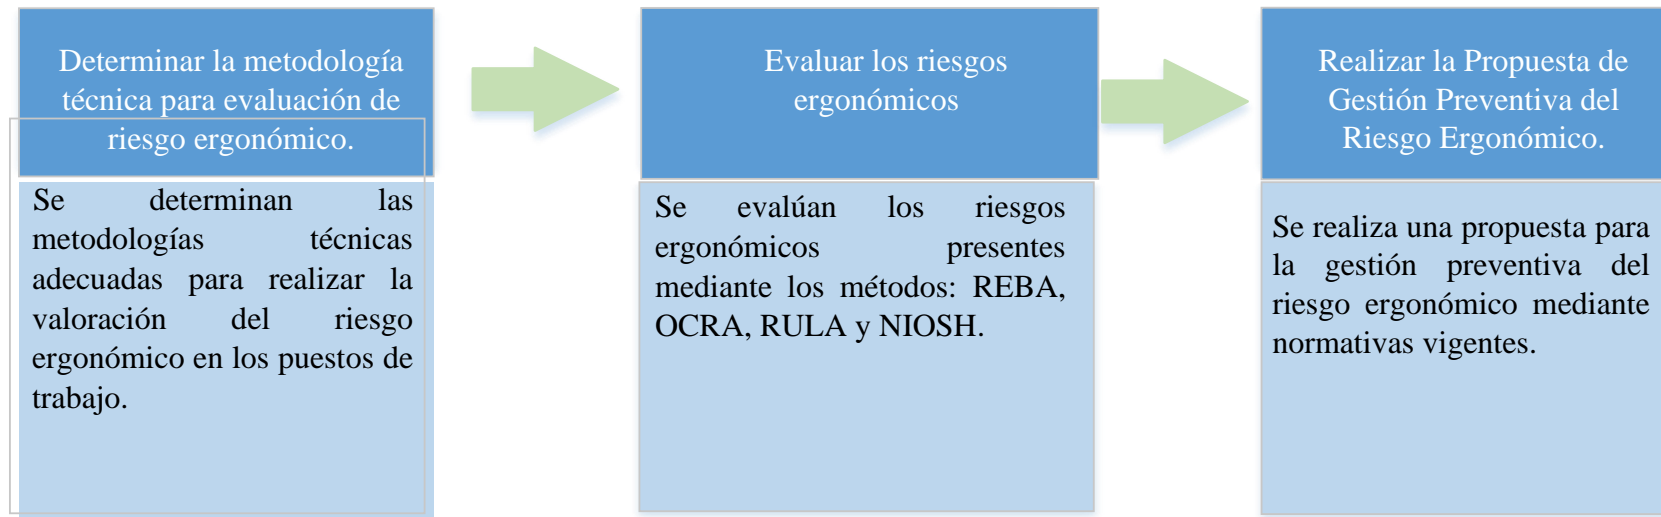 Determinar la metodología
técnica para evaluación de
riesgo ergonómico.
Se determinan las
metodologías técnicas
adecuadas para realizar la
valoración del riesgo
ergonómico en los puestos de
trabajo.
Evaluar los riesgos
ergonómicos
Se evalúan los riesgos
ergonómicos presentes
mediante los métodos: REBA,
OCRA, RULA y NIOSH.
Realizar la Propuesta de
Gestión Preventiva del
Riesgo Ergonómico.
Se realiza una propuesta para
la gestión preventiva del
riesgo ergonómico mediante
normativas vigentes.